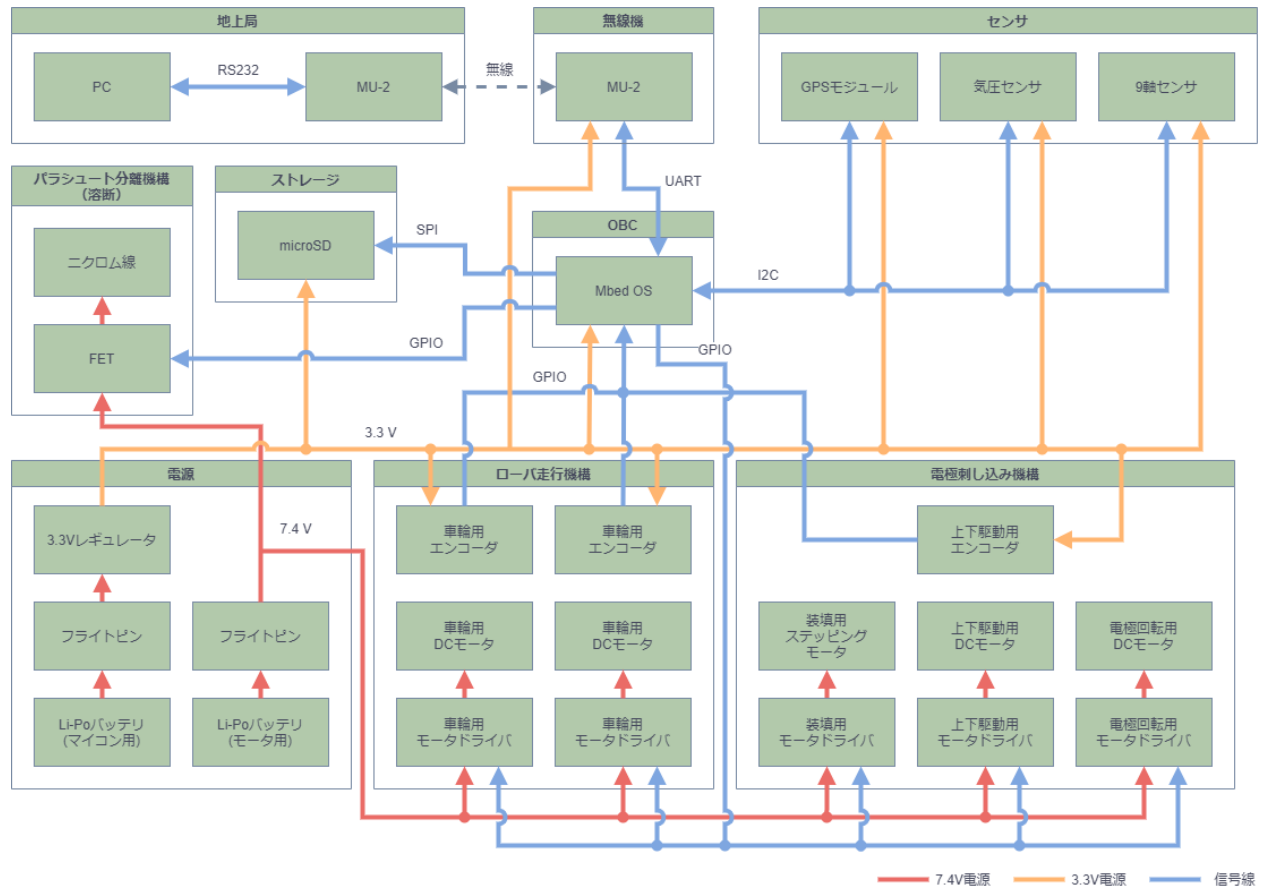 地上局
PC
RS232
MU-2
無線
無線機
MU-2
センサ
GPSモジュール
気圧センサ
9軸センサ
パラシュート分離機構
（溶断）
ニクロム線
FET
ストレージ
microSD
SPI
GPIO
UART
OBC
Mbed OS
I2C
GPIO
GPIO
3.3 V
電源
3.3Vレギュレータ
7.4 V
フライトピン
フライトピン
Li-Poバッテリ
(マイコン用)
Li-Poバッテリ
(モータ用)
ローバ走行機構
車輪用
エンコーダ
車輪用
エンコーダ
車輪用
DCモータ
車輪用
DCモータ
車輪用
モータドライバ
車輪用
モータドライバ
電極刺し込み機構
上下駆動用
エンコーダ
装填用
ステッピング
モータ
上下駆動用
DCモータ
電極回転用
DCモータ
装填用
モータドライバ
上下駆動用
モータドライバ
電極回転用
モータドライバ
7.4V電源
3.3V電源
信号線